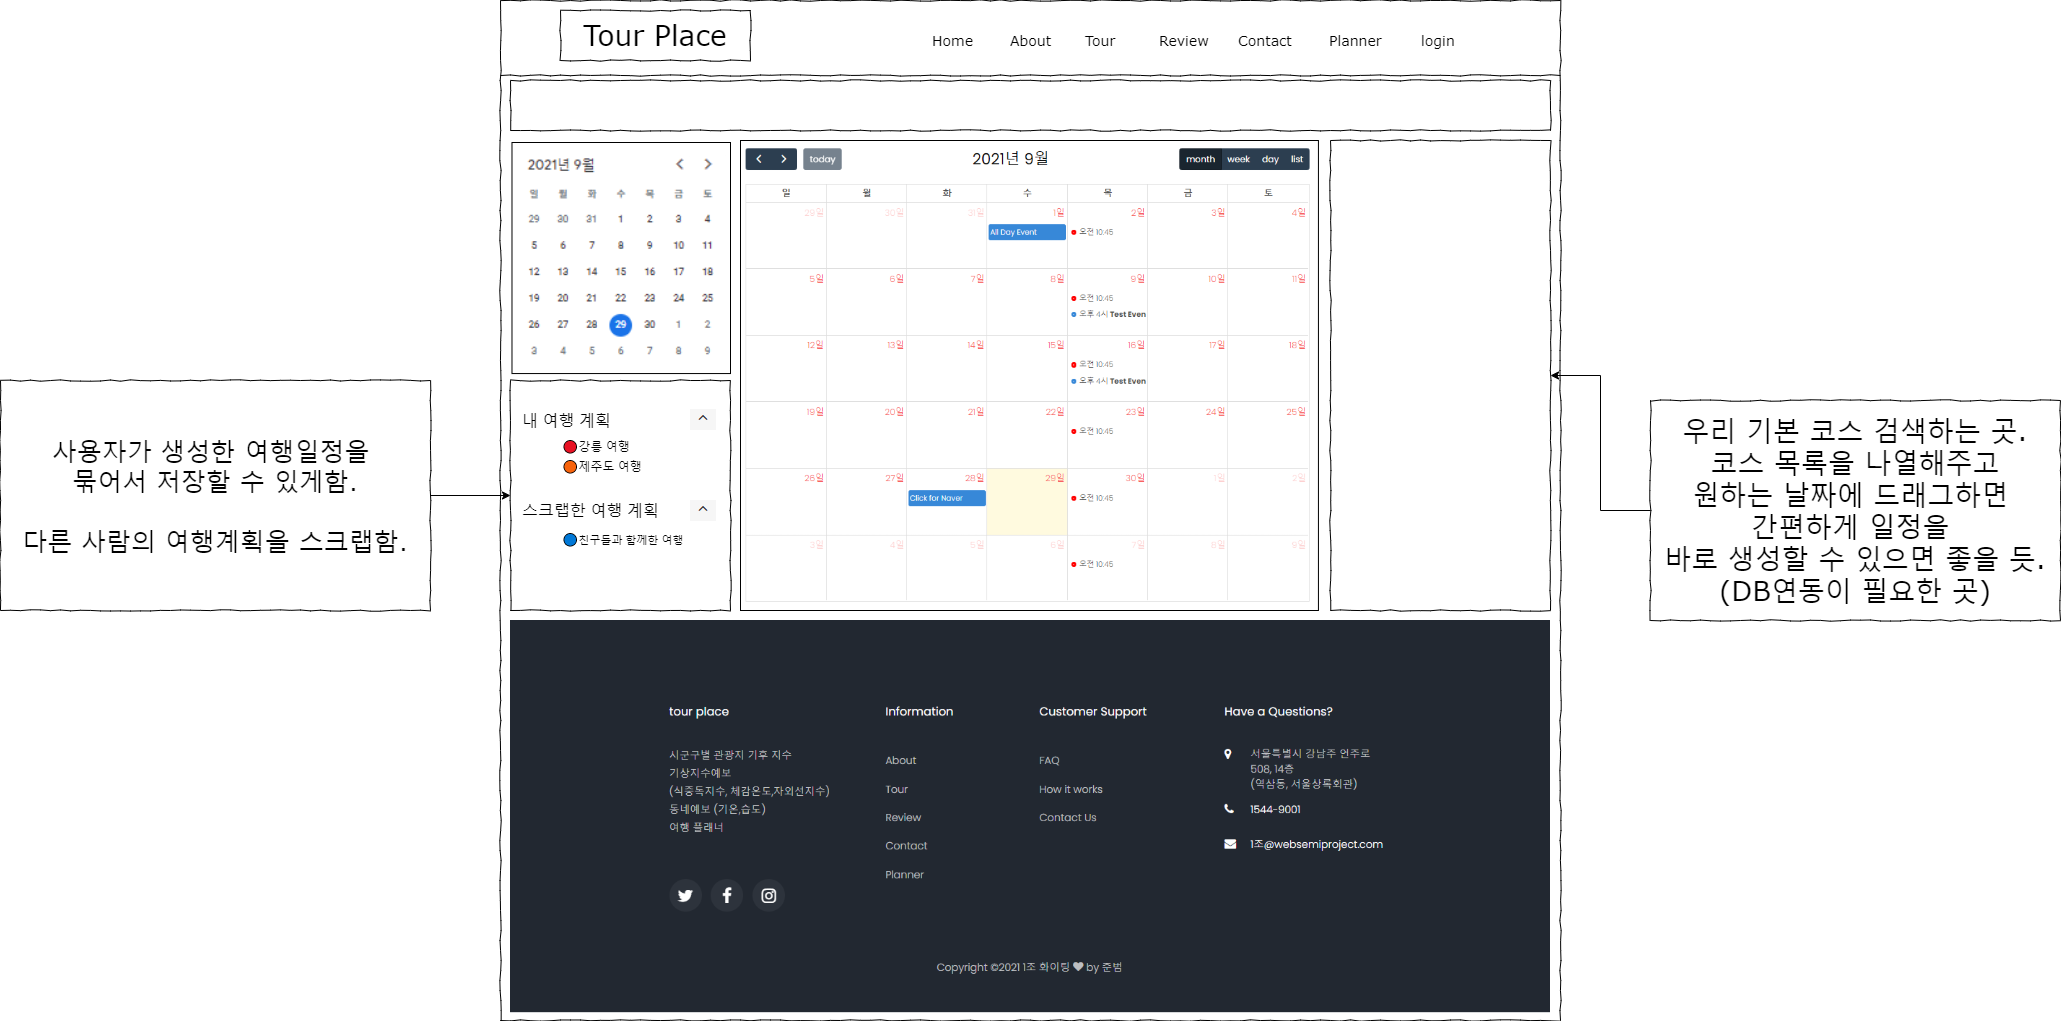 Tour Place
Home About Tour Review Contact Planner login
2021년 9월
일 월 화 수 목 금 토
29 30 31 1 2 3 4
5 6 7 8 9 10 11
12 13 14 15 16 17 18
19 20 21 22 23 24 25
26 27 28 29 30 1 2
3 4 5 6 7 8 9
today
2021년 9월
month week day list
일 월 화 수 목 금 토
29일 30일 31일 1일 2일 3일 4일
All Day Event 오전 10:45
5일 6일 7일 8일 9일 10일 11일
오전 10:45
오후 4시 Test Even
12일 13일 14일 15일 16일 17일 18일
오전 10:45
오후 4시 Test Even
19일 20일 21일 22일 23일 24일 25일
오전 10:45
26일 27일 28일 29일 30일 1일 2일
Click for Naver 오전 10:45
3일 4일 5일 6일 7일 8일 9일
오전 10:45
내 여행 계획
강릉 여행
제주도 여행
스크랩한 여행 계획
친구들과 함께한 여행
사용자가 생성한 여행일정을
묶어서 저장할 수 있게함.
다른 사람의 여행계획을 스크랩함.
우리 기본 코스 검색하는 곳.
코스 목록을 나열해주고
원하는 날짜에 드래그하면
간편하게 일정을
바로 생성할 수 있으면 좋을 듯.
(DB연동이 필요한 곳)
tour place
시군구별 관광지 기후 지수
기상지수예보
(식중독지수, 체감온도,자외선지수)
동네예보 (기온,습도)
여행 플래너
Information
About
Tour
Review
Contact
Planner
Customer Support
FAQ
How it works
Contact Us
Have a Questions?
서울특별시 강남주 언주로
508, 14층
(역삼동, 서울상록회관)
1544-9001
1조@websemiproject.com
Copyright ©2021 1조 화이팅 ♥ by 준범